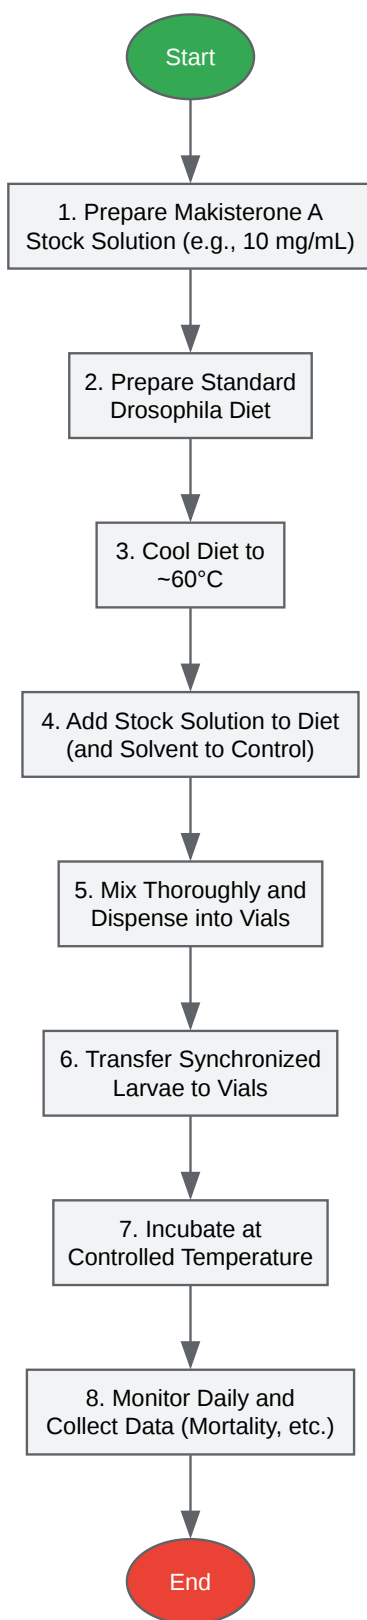 Start
1. Prepare Makisterone A
Stock Solution (e.g., 10 mg/mL)
2. Prepare Standard
Drosophila Diet
3. Cool Diet to
~60°C
4. Add Stock Solution to Diet
(and Solvent to Control)
5. Mix Thoroughly and
Dispense into Vials
6. Transfer Synchronized
Larvae to Vials
7. Incubate at
Controlled Temperature
8. Monitor Daily and
Collect Data (Mortality, etc.)
End